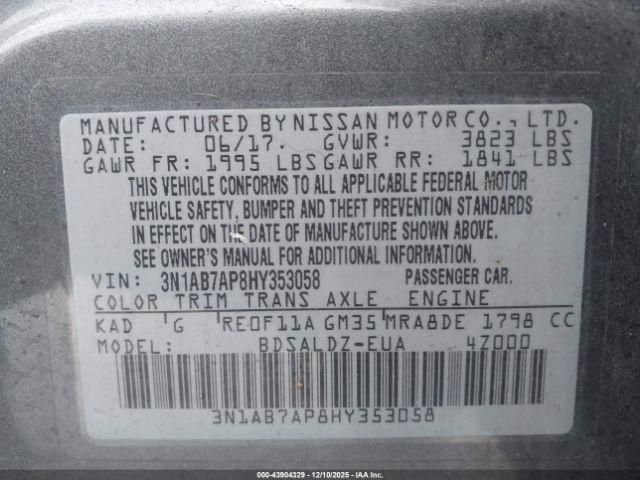 MANUFACTURED BY NISSAN MOTOR CO., LTD.
DATE: 06/17. GVWR: 3823 LBS
GAWR FR: 1995 LBS GAWR RR: 1841 LBS
THIS VEHICLE CONFORMS TO ALL APPLICABLE FEDERAL MOTOR
VEHICLE SAFETY, BUMPER AND THEFT PREVENTION STANDARDS
IN EFFECT ON THE DATE OF MANUFACTURE SHOWN ABOVE.
SEE OWNER'S MANUAL FOR ADDITIONAL INFORMATION.
VIN: 3N1AB7AP8HY353058 PASSENGER CAR.
COLOR TRIM TRANS AXLE ENGINE
KAD G RE0F11A GM35 MRA8DE 1798 CC
MODEL: BDSALDZ-EUA 4Z000
3N1AB7AP8HY353058
000-43904329 - 12/10/2025 - IAAHOLDINGS, LLC